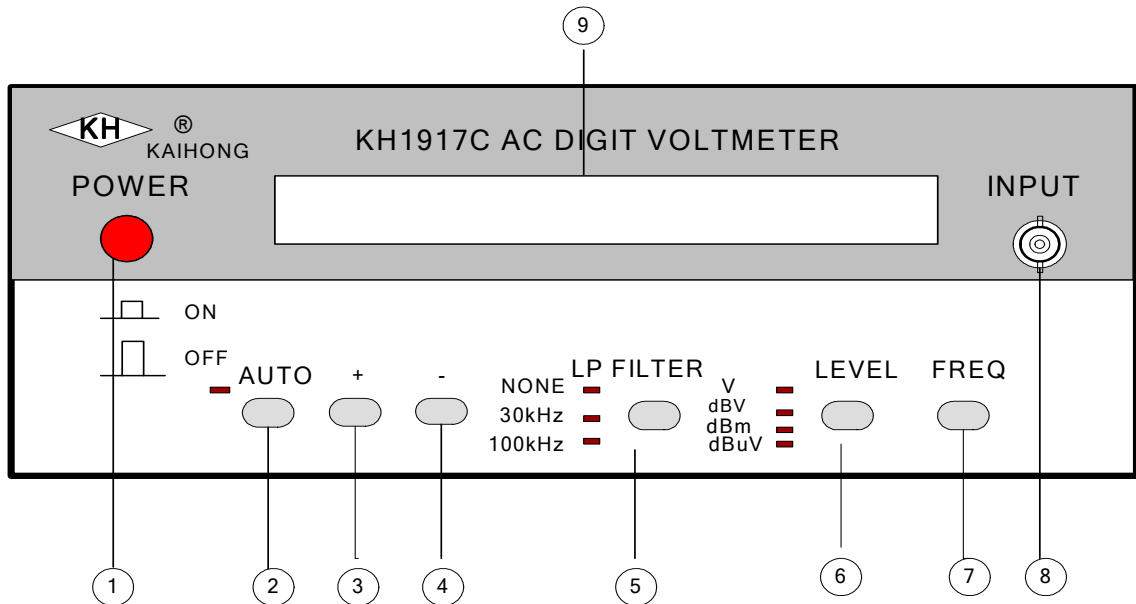 9
KH ®
KAIHONG
KH1917C AC DIGIT VOLTMETER
POWER
INPUT
ON
OFF
AUTO
+
-
LP FILTER
NONE
30kHz
100kHz
V
dBV
dBm
dBuV
LEVEL
FREQ
1
2
3
4
5
6
7
8